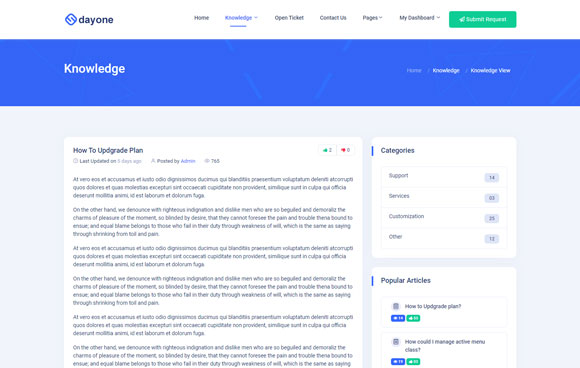 dayone
Home
Knowledge
Open Ticket
Contact Us
Pages
My Dashboard
Submit Request
Knowledge
Home / Knowledge / Knowledge View
How To Updgrade Plan
2
0
Last Updated on 3 days ago
Posted by Admin
765
At vero eos et accusamus et iusto odio dignissimos ducimus qui blanditiis praesentium voluptatum deleniti atcorrupti
quos dolores et quas molestias excepturi sint occaecati cupiditate non provident, similique sunt in culpa qui officia
deserunt mollitia animi, id est laborum et dolorum fuga.
On the other hand, we denounce with righteous indignation and dislike men who are so beguiled and demoraliz the
charms of pleasure of the moment, so blinded by desire, that they cannot foresee the pain and trouble thena bound to
ensue; and equal blame belongs to those who fail in their duty through weakness of will, which is the same as saying
through shrinking from toil and pain.
At vero eos et accusamus et iusto odio dignissimos ducimus qui blanditiis praesentium voluptatum deleniti atcorrupti
quos dolores et quas molestias excepturi sint occaecati cupiditate non provident, similique sunt in culpa qui officia
deserunt mollitia animi, id est laborum et dolorum fuga.
On the other hand, we denounce with righteous indignation and dislike men who are so beguiled and demoraliz the
charms of pleasure of the moment, so blinded by desire, that they cannot foresee the pain and trouble thena bound to
ensue; and equal blame belongs to those who fail in their duty through weakness of will, which is the same as saying
through shrinking from toil and pain.
At vero eos et accusamus et iusto odio dignissimos ducimus qui blanditiis praesentium voluptatum deleniti atcorrupti
quos dolores et quas molestias excepturi sint occaecati cupiditate non provident, similique sunt in culpa qui officia
deserunt mollitia animi, id est laborum et dolorum fuga.
On the other hand, we denounce with righteous indignation and dislike men who are so beguiled and demoraliz the
charms of pleasure of the moment, so blinded by desire, that they cannot foresee the pain and trouble thena bound to
ensue; and equal blame belongs to those who fail in their duty through weakness of will, which is the same as saying
Categories
Support 14
Services 03
Customization 25
Other 12
Popular Articles
How to Updgrade plan?
14
How could I manage active menu
class?